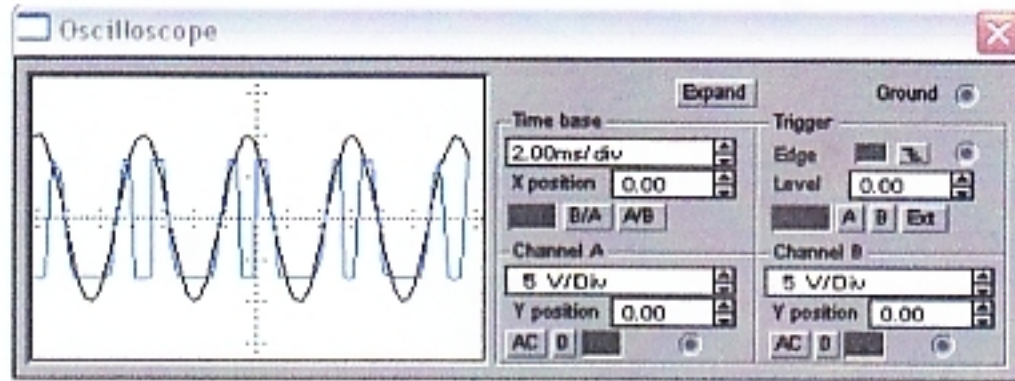 Oscilloscope
Expand
Ground
Time base
2.00ms/div
X position 0.00
B/A A/B
Trigger
Edge
Level 0.00
A B Ext
Channel A
5 V/Div
Y position 0.00
AC 0
Channel B
5 V/Div
Y position 0.00
AC 0